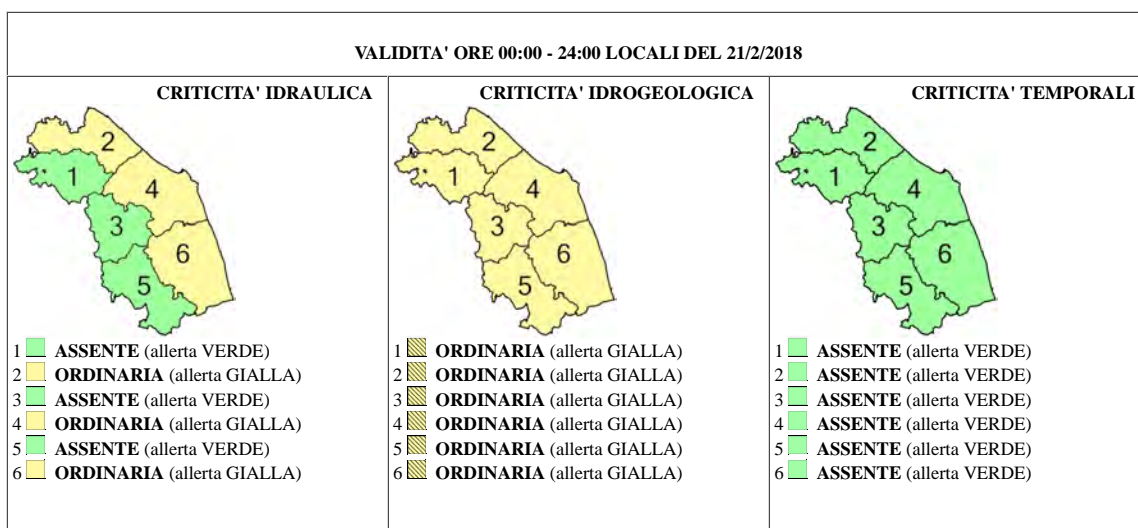 VALIDITA' ORE 00:00 - 24:00 LOCALI DEL 21/2/2018
CRITICITA' IDRAULICA
2
1
4
3
6
5
1 ASSENTE (allerta VERDE)
2 ORDINARIA (allerta GIALLA)
3 ASSENTE (allerta VERDE)
4 ORDINARIA (allerta GIALLA)
5 ASSENTE (allerta VERDE)
6 ORDINARIA (allerta GIALLA)
CRITICITA' IDROGEOLOGICA
2
1
4
3
6
5
1 ORDINARIA (allerta GIALLA)
2 ORDINARIA (allerta GIALLA)
3 ORDINARIA (allerta GIALLA)
4 ORDINARIA (allerta GIALLA)
5 ORDINARIA (allerta GIALLA)
6 ORDINARIA (allerta GIALLA)
CRITICITA' TEMPORALI
2
1
4
3
6
5
1 ASSENTE (allerta VERDE)
2 ASSENTE (allerta VERDE)
3 ASSENTE (allerta VERDE)
4 ASSENTE (allerta VERDE)
5 ASSENTE (allerta VERDE)
6 ASSENTE (allerta VERDE)